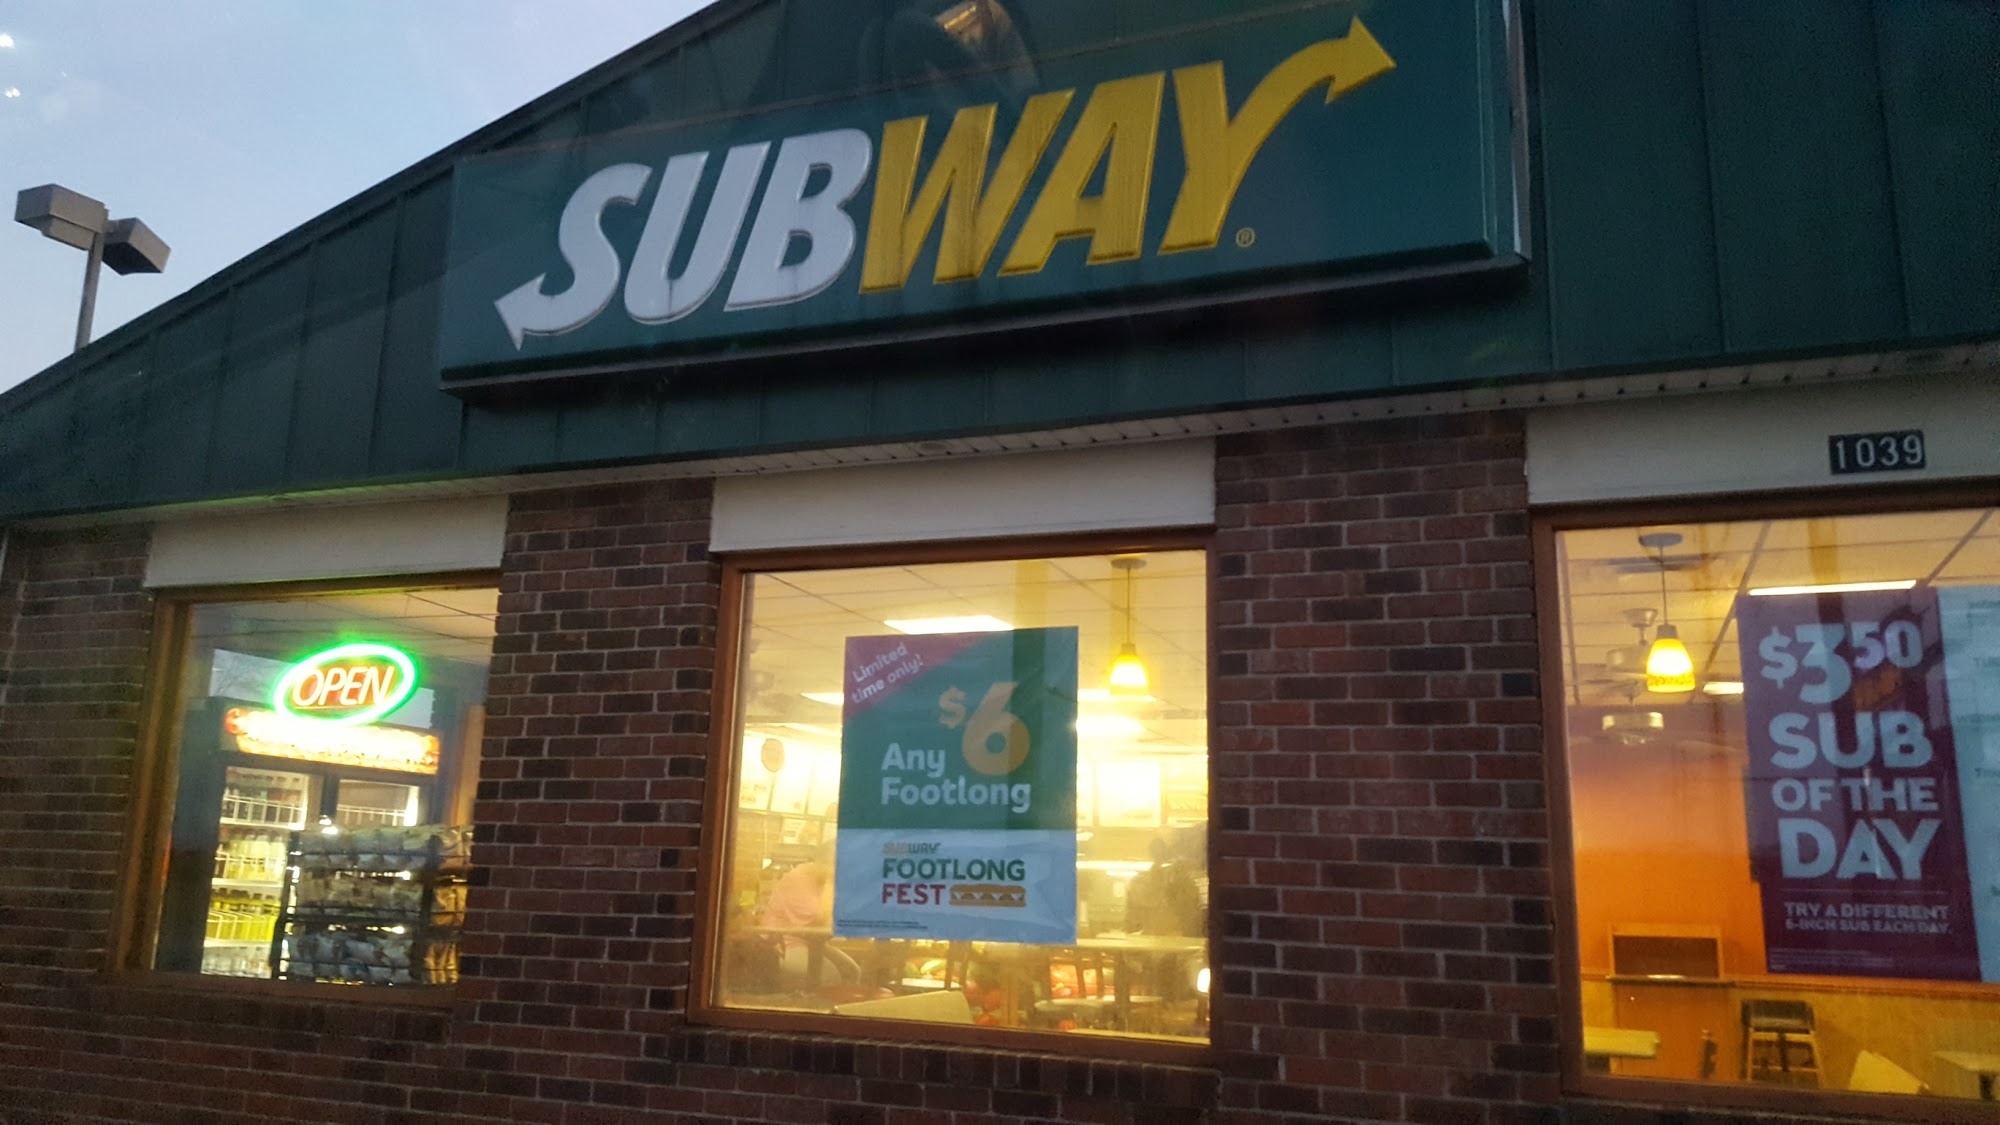 SUBWAY®
1039
OPEN
Limited
time only!
$6
Any
Footlong
SUBWAY
FOOTLONG
FEST
$3.50
SUB
OF THE
DAY
TRY A DIFFERENT
6-INCH SUB EACH DAY.